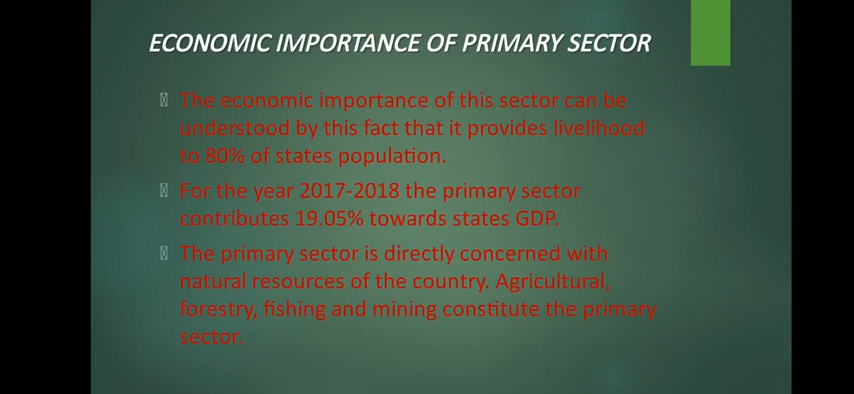 ECONOMIC IMPORTANCE OF PRIMARY SECTOR
The economic importance of this sector can be
understood by this fact that it provides livelihood
to 80% of states population.
For the year 2017-2018 the primary sector
contributes 19.05% towards states GDP.
The primary sector is directly concerned with
natural resources of the country. Agricultural,
forestry, fishing and mining constitute the primary
sector.